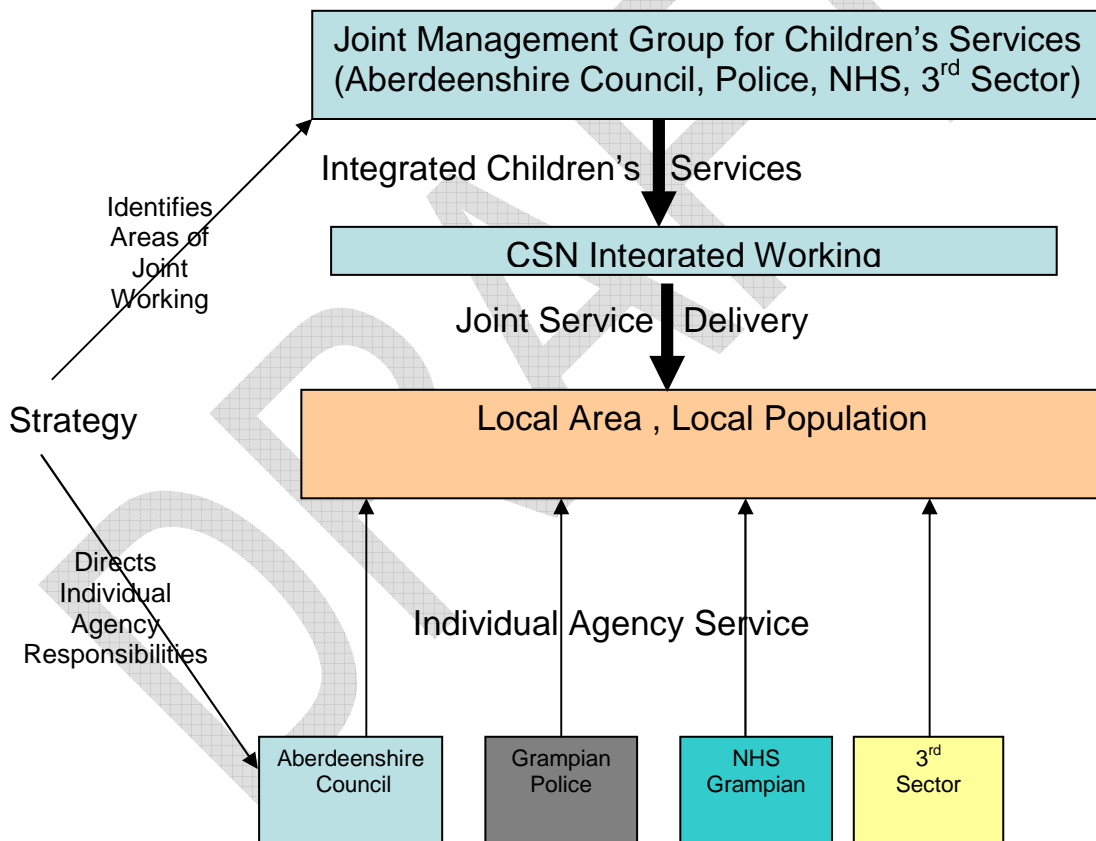 Joint Management Group for Children’s Services
(Aberdeenshire Council, Police, NHS, 3rd Sector)
Integrated Children’s Services
Identifies
Areas of
Joint
Working
CSN Integrated Working
Joint Service Delivery
Strategy
Local Area , Local Population
Directs
Individual
Agency
Responsibilities
Individual Agency Service
Aberdeenshire
Council
Grampian
Police
NHS
Grampian
3rd
Sector
DRAFT